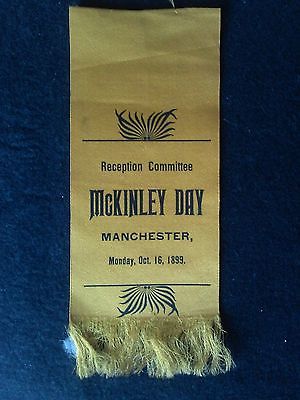 Reception Committee
McKINLEY DAY
MANCHESTER,
Monday, Oct. 16, 1899.